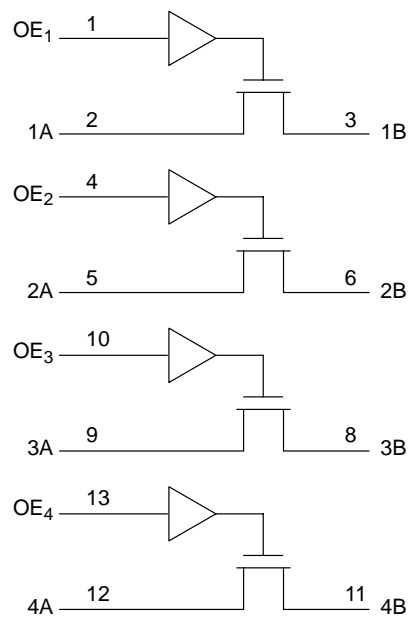 OE₁ 1
1A 2 3 1B
OE₂ 4
2A 5 6 2B
OE₃ 10
3A 9 8 3B
OE₄ 13
4A 12 11 4B